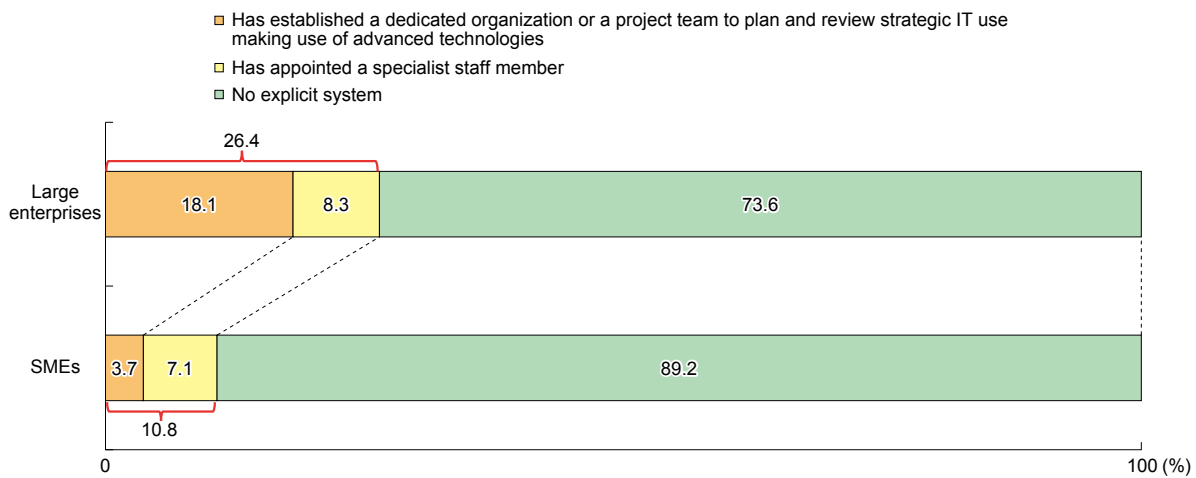 Has established a dedicated organization or a project team to plan and review strategic IT use
making use of advanced technologies
Has appointed a specialist staff member
No explicit system
26.4
Large
enterprises
18.1
8.3
73.6
SMEs
3.7
7.1
89.2
10.8
0
100 (%)